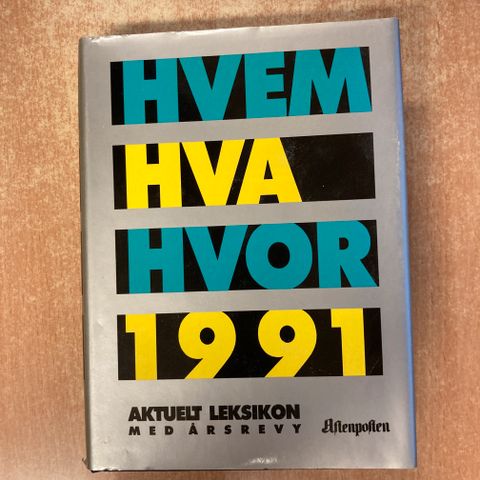 HVEM
HVA
HVOR
1991
AKTUELT LEKSIKON
MED ÅRSREVY Aftenposten